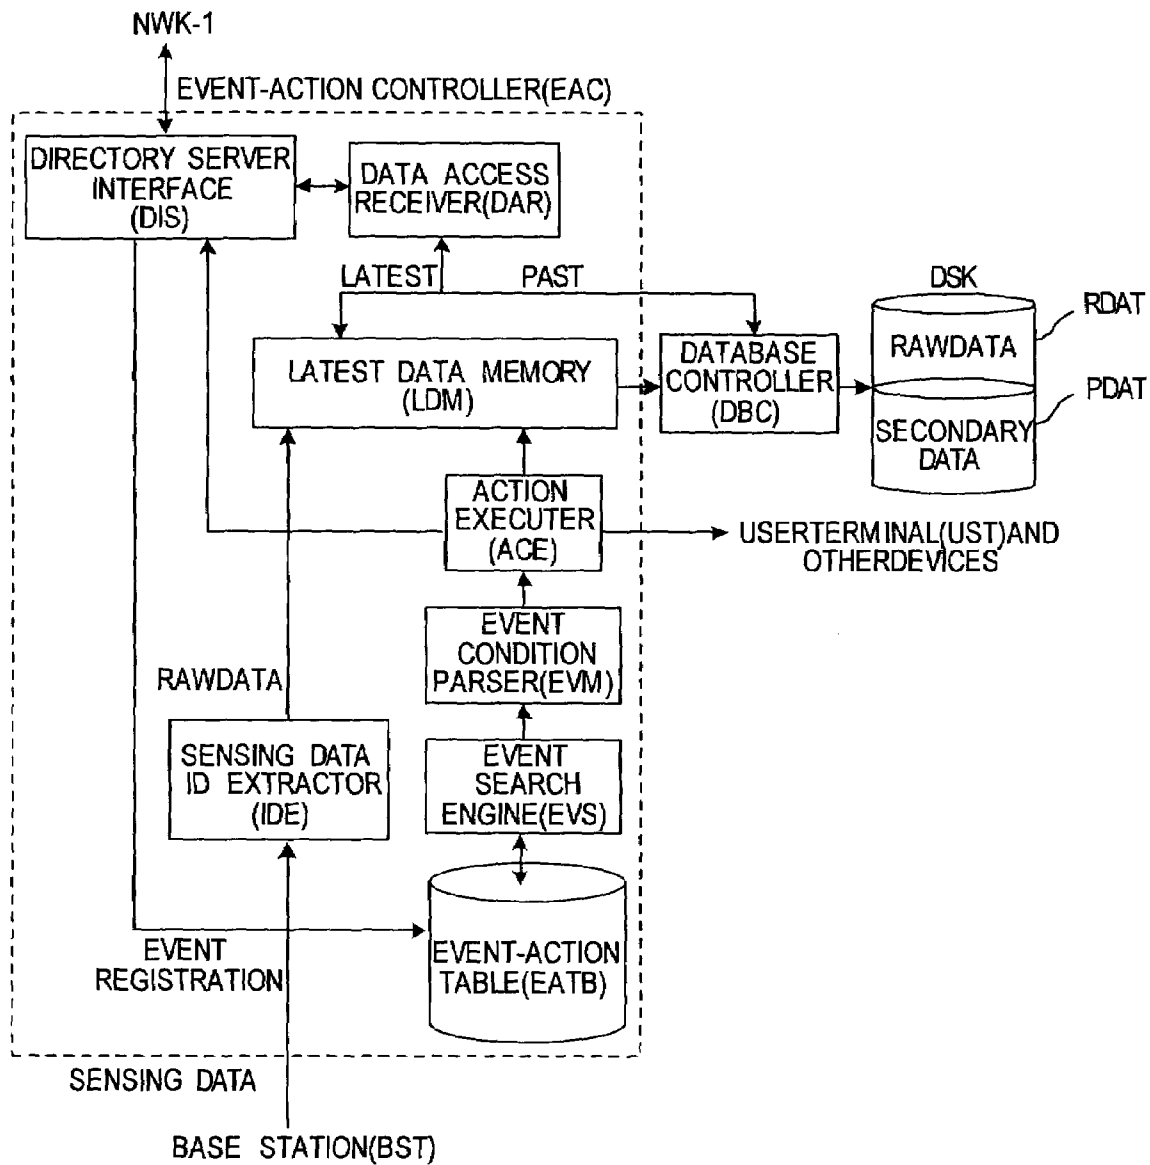 NWK-1
EVENT-ACTION CONTROLLER(EAC)
DIRECTORY SERVER
INTERFACE
(DIS)
DATA ACCESS
RECEIVER(DAR)
LATEST
PAST
DSK
RDAT
RAWDATA
PDAT
SECONDARY
DATA
LATEST DATA MEMORY
(LDM)
DATABASE
CONTROLLER
(DBC)
ACTION
EXECUTER
(ACE)
USERTERMINAL(UST)AND
OTHERDEVICES
EVENT
CONDITION
PARSER(EVM)
RAWDATA
SENSING DATA
ID EXTRACTOR
(IDE)
EVENT
SEARCH
ENGINE(EVS)
EVENT
REGISTRATION
EVENT-ACTION
TABLE(EATB)
SENSING DATA
BASE STATION(BST)